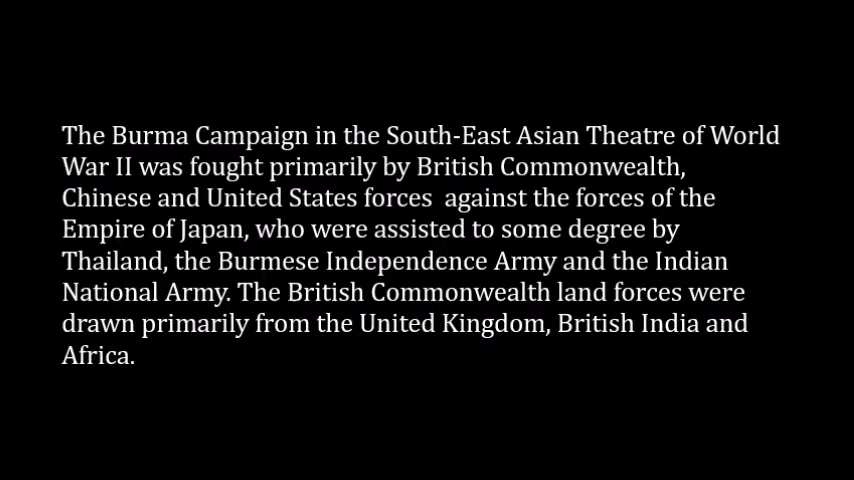 The Burma Campaign in the South-East Asian Theatre of World
War II was fought primarily by British Commonwealth,
Chinese and United States forces  against the forces of the
Empire of Japan, who were assisted to some degree by
Thailand, the Burmese Independence Army and the Indian
National Army. The British Commonwealth land forces were
drawn primarily from the United Kingdom, British India and
Africa.